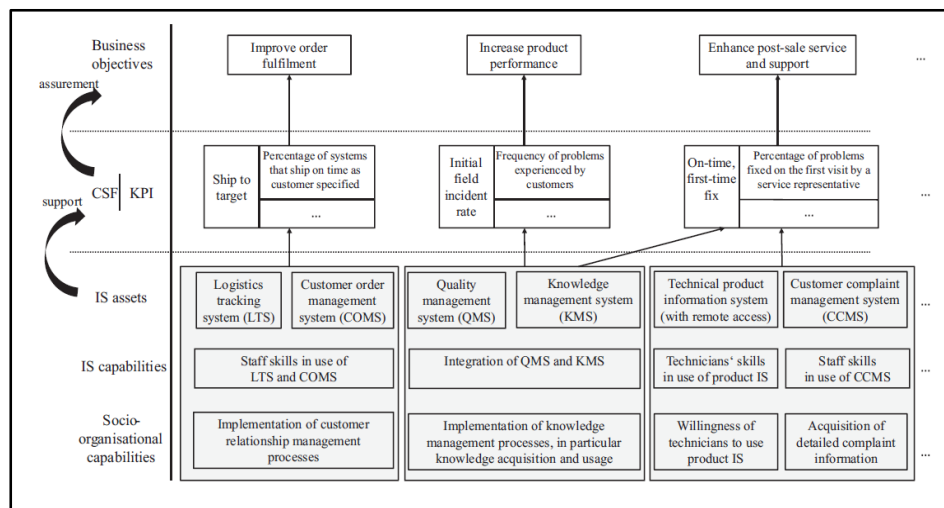 Business
objectives
Improve order
fulfilment
Increase product
performance
Enhance post-sale service
and support
...
assurement
CSF
KPI
support
Ship to
target
Percentage of systems
that ship on time as
customer specified
...
Initial
field
incident
rate
Frequency of problems
experienced by
customers
...
On-time,
first-time
fix
Percentage of problems
fixed on the first visit by a
service representative
...
...
IS assets
Logistics
tracking
system (LTS)
Customer order
management
system (COMS)
Quality
management
system (QMS)
Knowledge
management system
(KMS)
Technical product
information system
(with remote access)
Customer complaint
management system
(CCMS)
...
IS capabilities
Staff skills in use of
LTS and COMS
Integration of QMS and KMS
Technicians‘ skills
in use of product IS
Staff skills
in use of CCMS
...
Socio-
organisational
capabilities
Implementation of customer
relationship management
processes
Implementation of knowledge
management processes, in particular
knowledge acquisition and usage
Willingness of
technicians to use
product IS
Acquisition of
detailed complaint
information
...